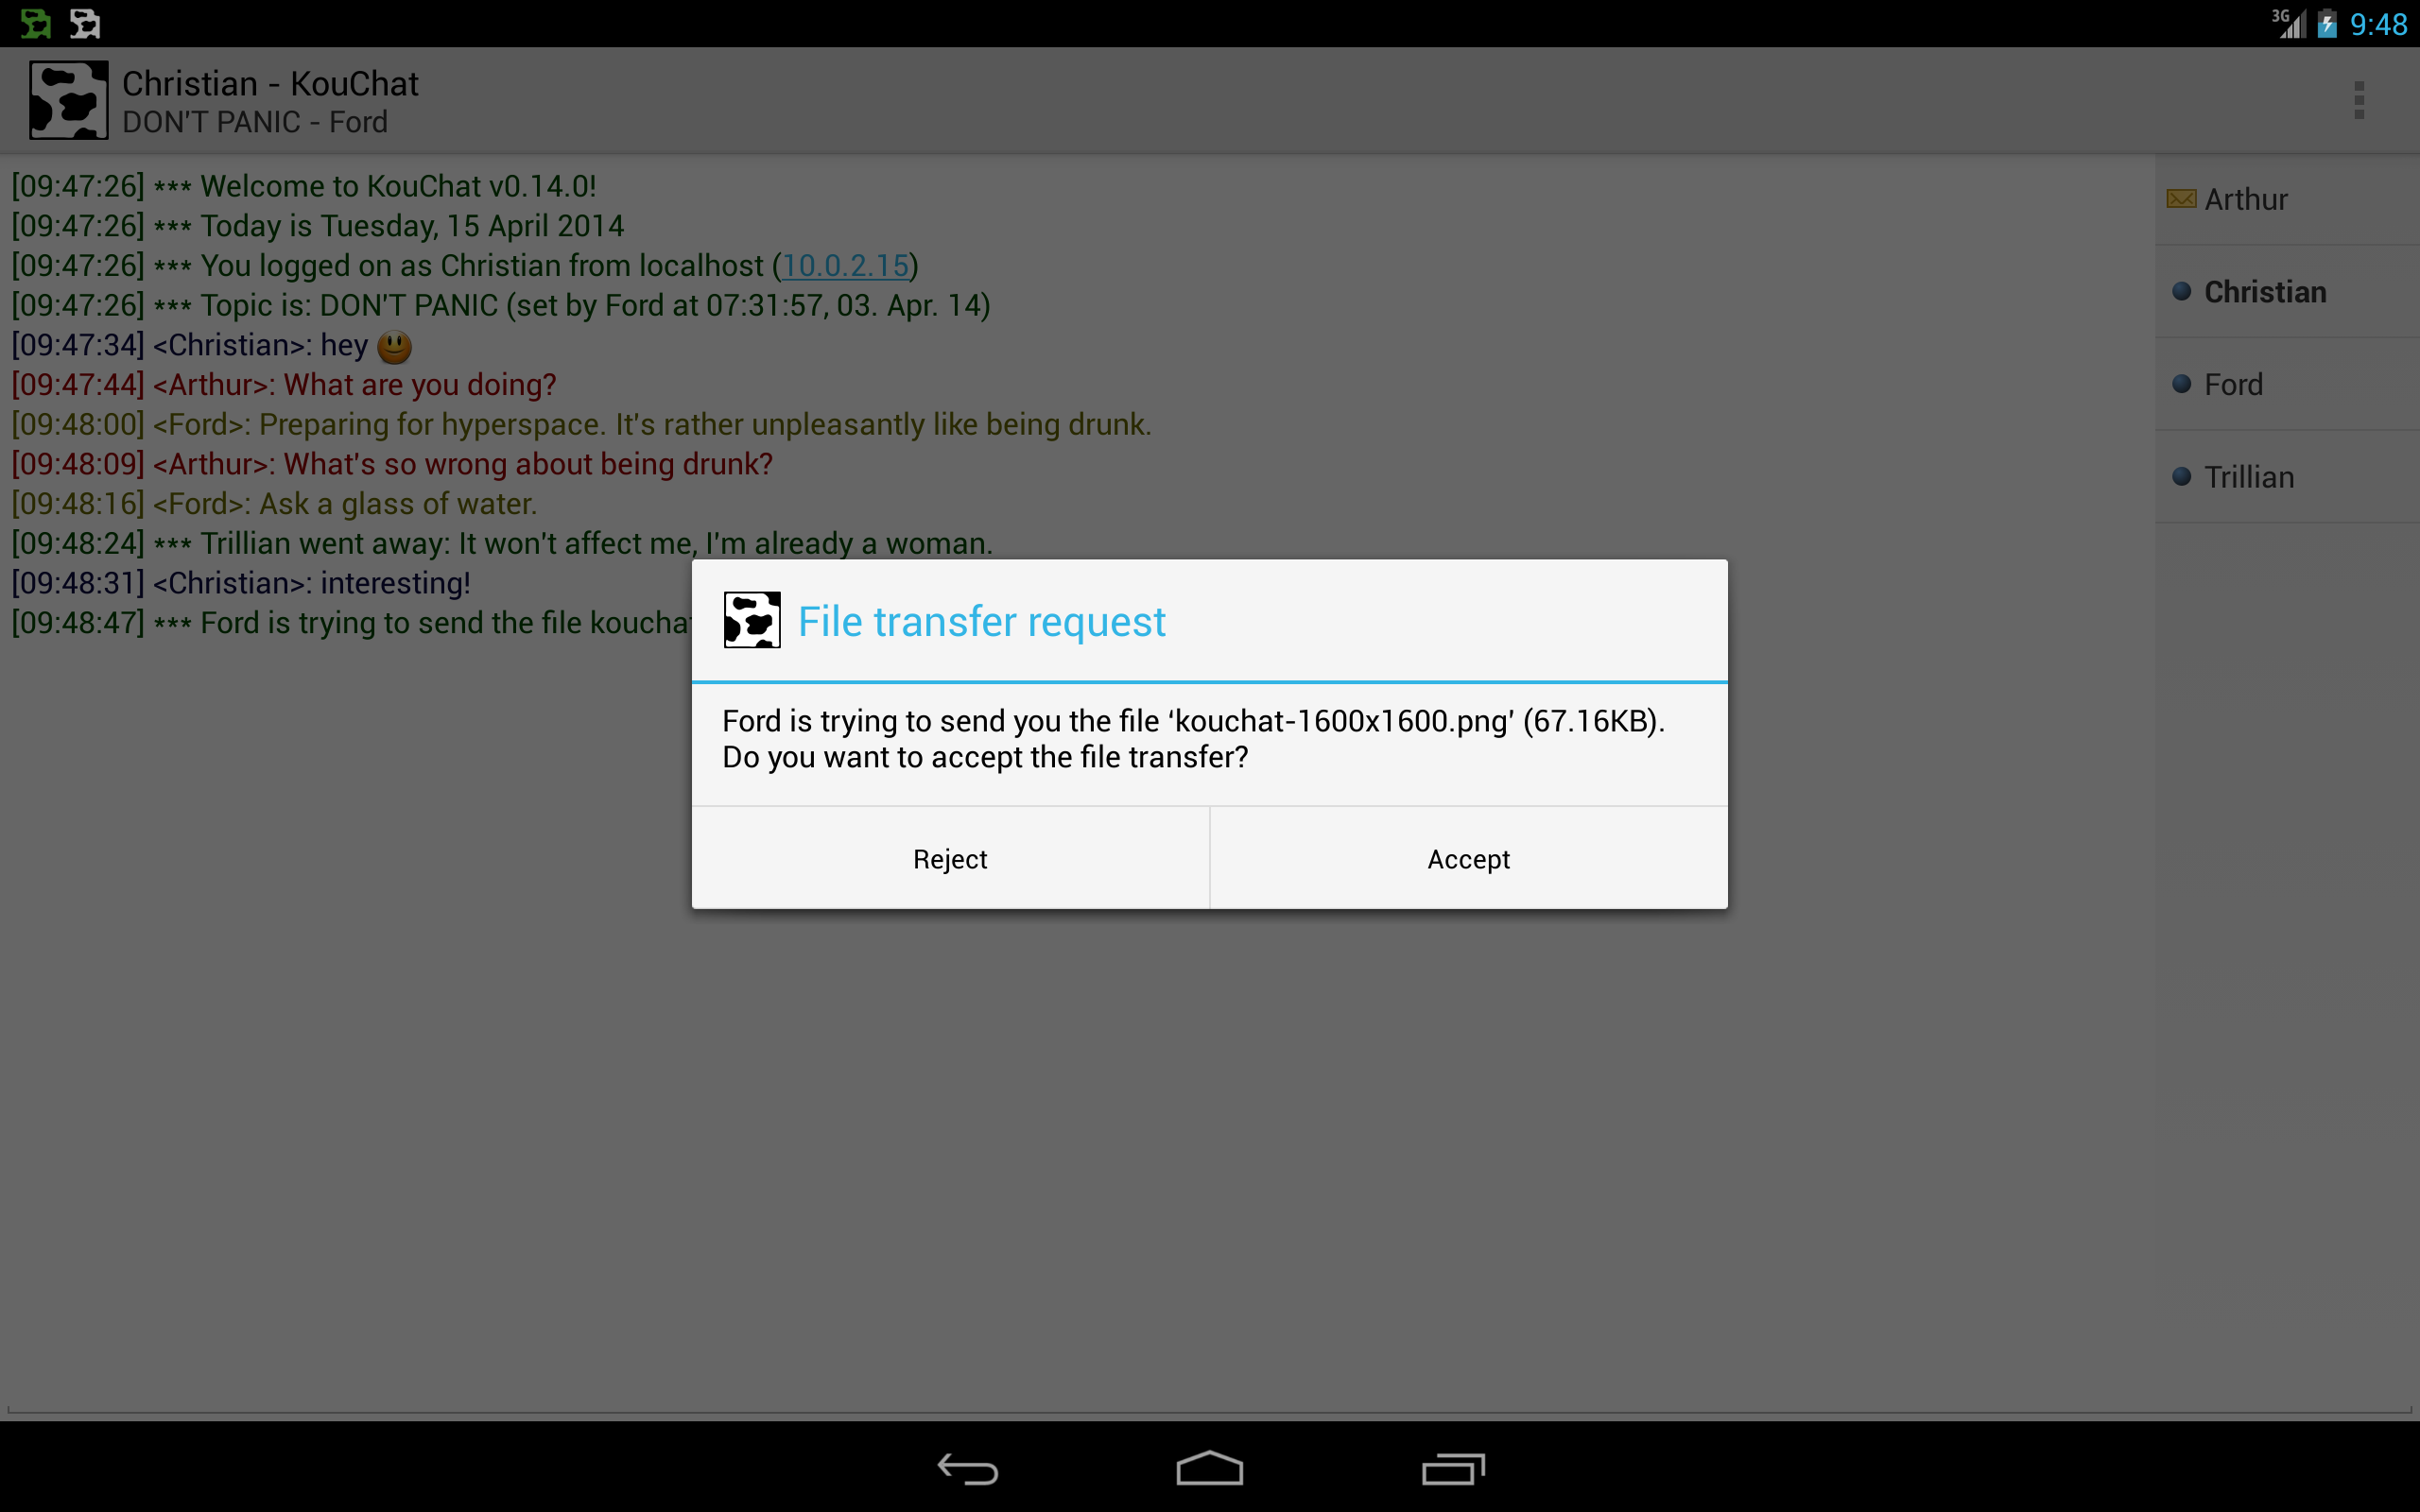 3G 9:48
Christian - KouChat
DON'T PANIC - Ford
[09:47:26] *** Welcome to KouChat v0.14.0!
[09:47:26] *** Today is Tuesday, 15 April 2014
[09:47:26] *** You logged on as Christian from localhost (10.0.2.15)
[09:47:26] *** Topic is: DON'T PANIC (set by Ford at 07:31:57, 03. Apr. 14)
[09:47:34] <Christian>: hey
[09:47:44] <Arthur>: What are you doing?
[09:48:00] <Ford>: Preparing for hyperspace. It's rather unpleasantly like being drunk.
[09:48:09] <Arthur>: What's so wrong about being drunk?
[09:48:16] <Ford>: Ask a glass of water.
[09:48:24] *** Trillian went away: It won't affect me, I'm already a woman.
[09:48:31] <Christian>: interesting!
[09:48:47] *** Ford is trying to send the file koucha
Arthur
Christian
Ford
Trillian
File transfer request
Ford is trying to send you the file ‘kouchat-1600x1600.png’ (67.16KB).
Do you want to accept the file transfer?
Reject
Accept